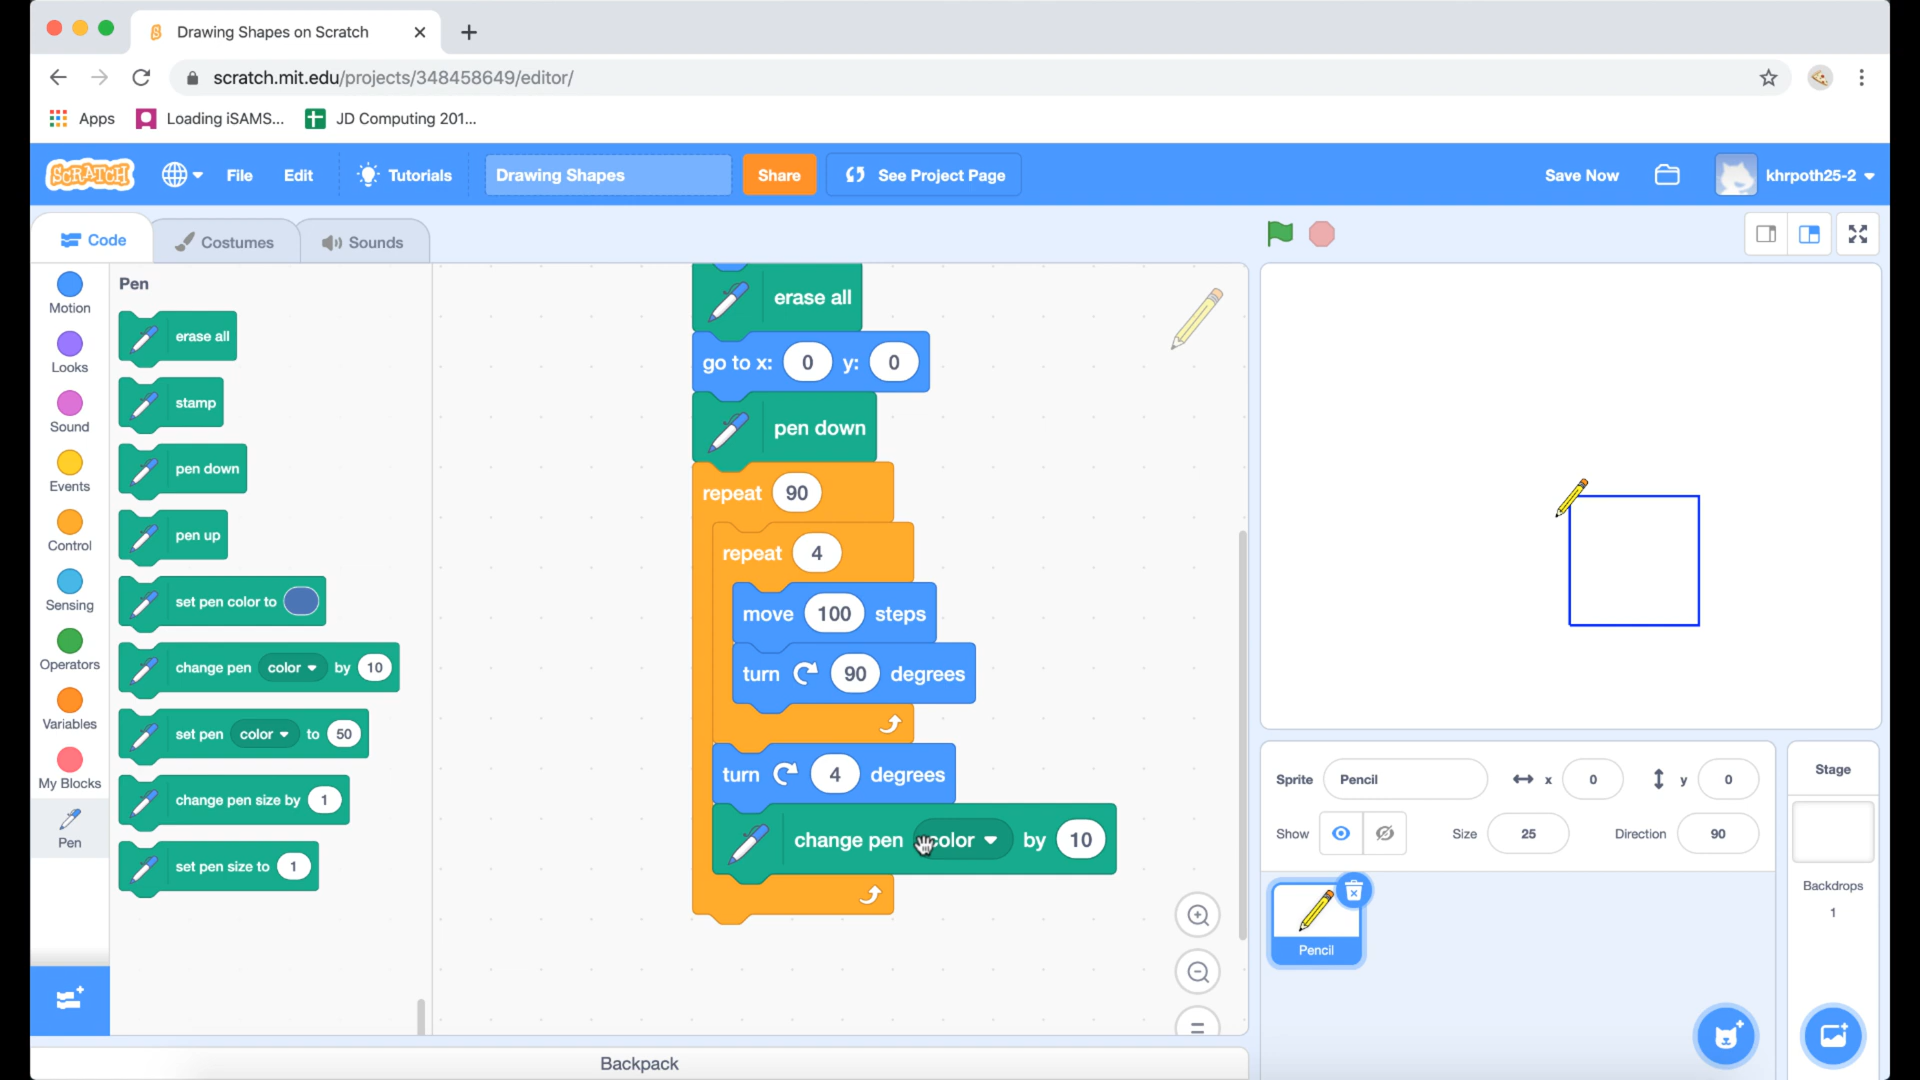 Drawing Shapes on Scratch
scratch.mit.edu/projects/348458649/editor/
Apps Loading iSAMS... JD Computing 201...
SCRATCH File Edit Tutorials Drawing Shapes Share See Project Page Save Now khrpoth25-2
Code Costumes Sounds
Motion
Looks
Sound
Events
Control
Sensing
Operators
Variables
My Blocks
Pen
Pen
erase all
stamp
pen down
pen up
set pen color to
change pen color by 10
set pen color to 50
change pen size by 1
set pen size to 1
erase all
go to x: 0 y: 0
pen down
repeat 90
repeat 4
move 100 steps
turn 90 degrees
turn 4 degrees
change pen color by 10
Backpack
Sprite Pencil x 0 y 0
Show Size 25 Direction 90
Pencil
Stage
Backdrops
1